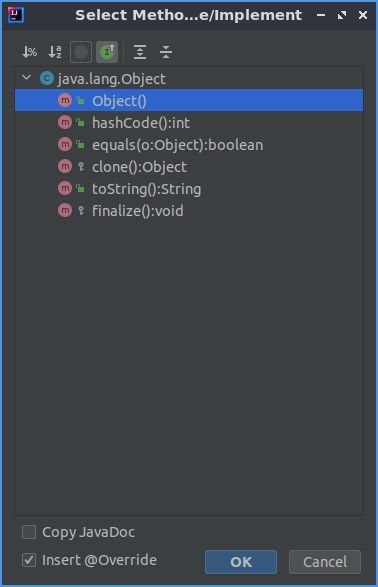 Select Metho...e/Implement
java.lang.Object
Object()
hashCode():int
equals(o:Object):boolean
clone():Object
toString():String
finalize():void
Copy JavaDoc
Insert @Override
OK
Cancel